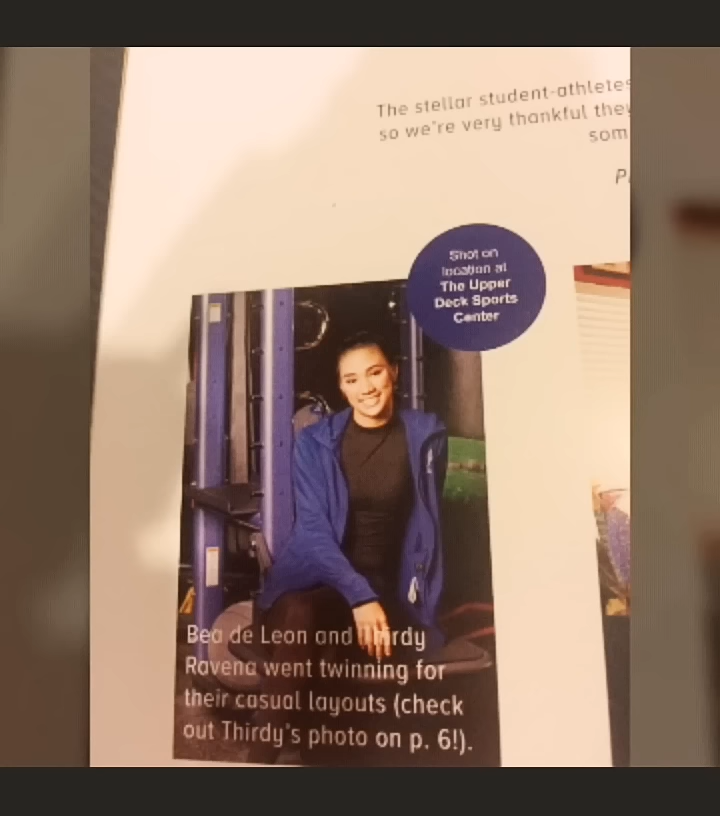 The stellar student-athletes
so we're very thankful they
som
P
Shot on
location at
The Upper
Deck Sports
Center
Bea de Leon and Thirdy
Ravena went twinning for
their casual layouts (check
out Thirdy's photo on p. 6!).